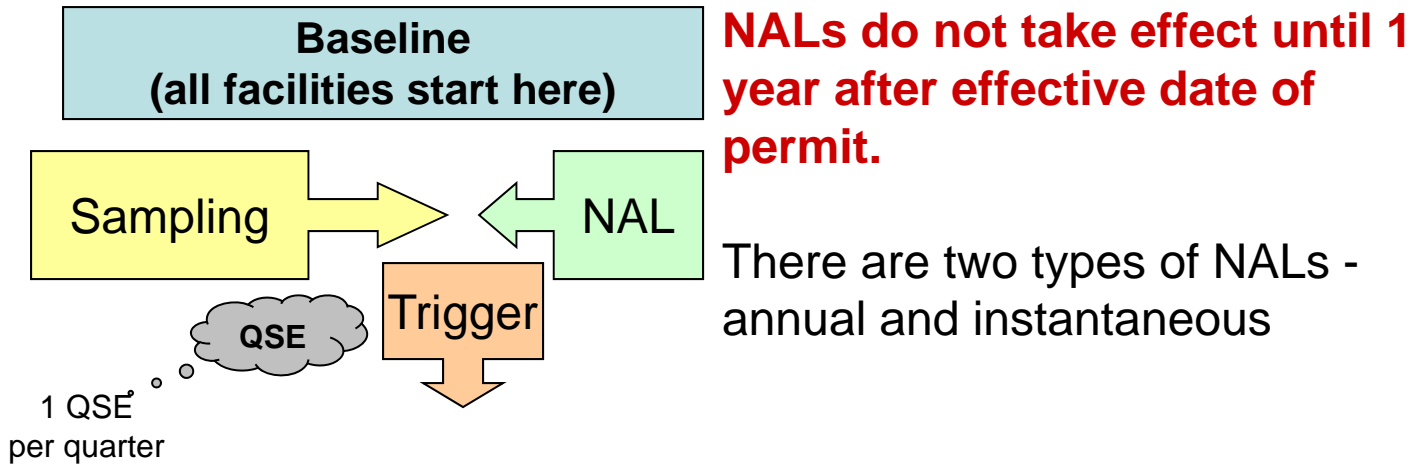 Baseline
(all facilities start here)
Sampling
NAL
Trigger
QSE
1 QSE
per quarter
NALs do not take effect until 1
year after effective date of
permit.
There are two types of NALs -
annual and instantaneous